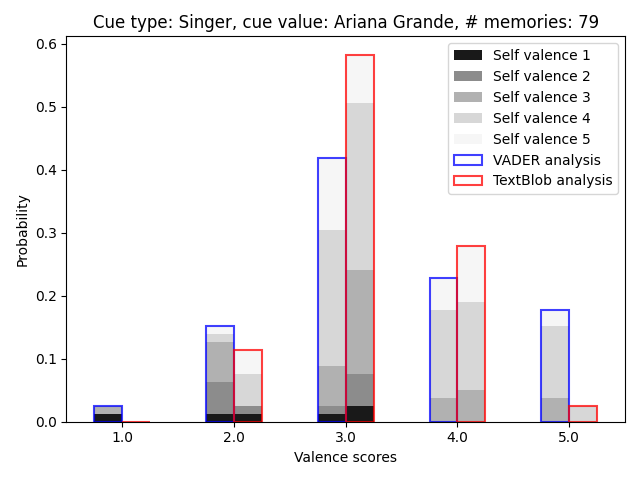 Cue type: Singer, cue value: Ariana Grande, # memories: 79
Self valence 1
Self valence 2
Self valence 3
Self valence 4
Self valence 5
VADER analysis
TextBlob analysis
Probability
0.6
0.5
0.4
0.3
0.2
0.1
0.0
1.0 2.0 3.0 4.0 5.0
Valence scores